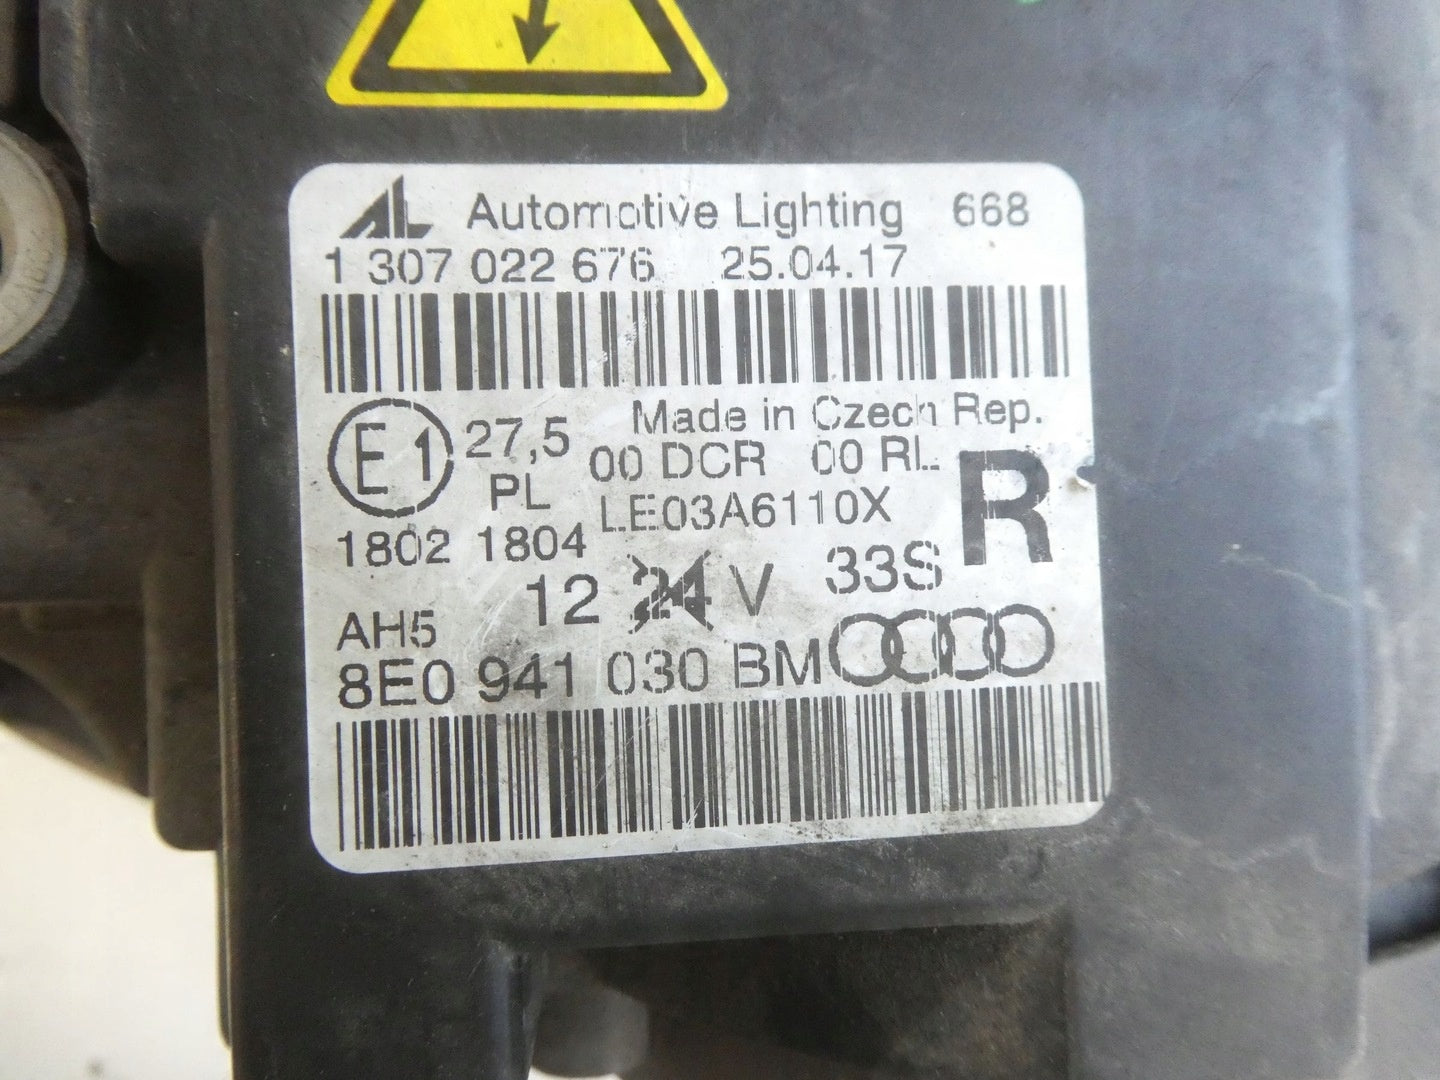 AL Automotive Lighting 668
1 307 022 676 25.04.17
Made in Czech Rep.
E1 27,5 00 DCR 00 RL
PL LE03A6110X R
1802 1804
12 24 V 33S
AH5
8E0 941 030 BM